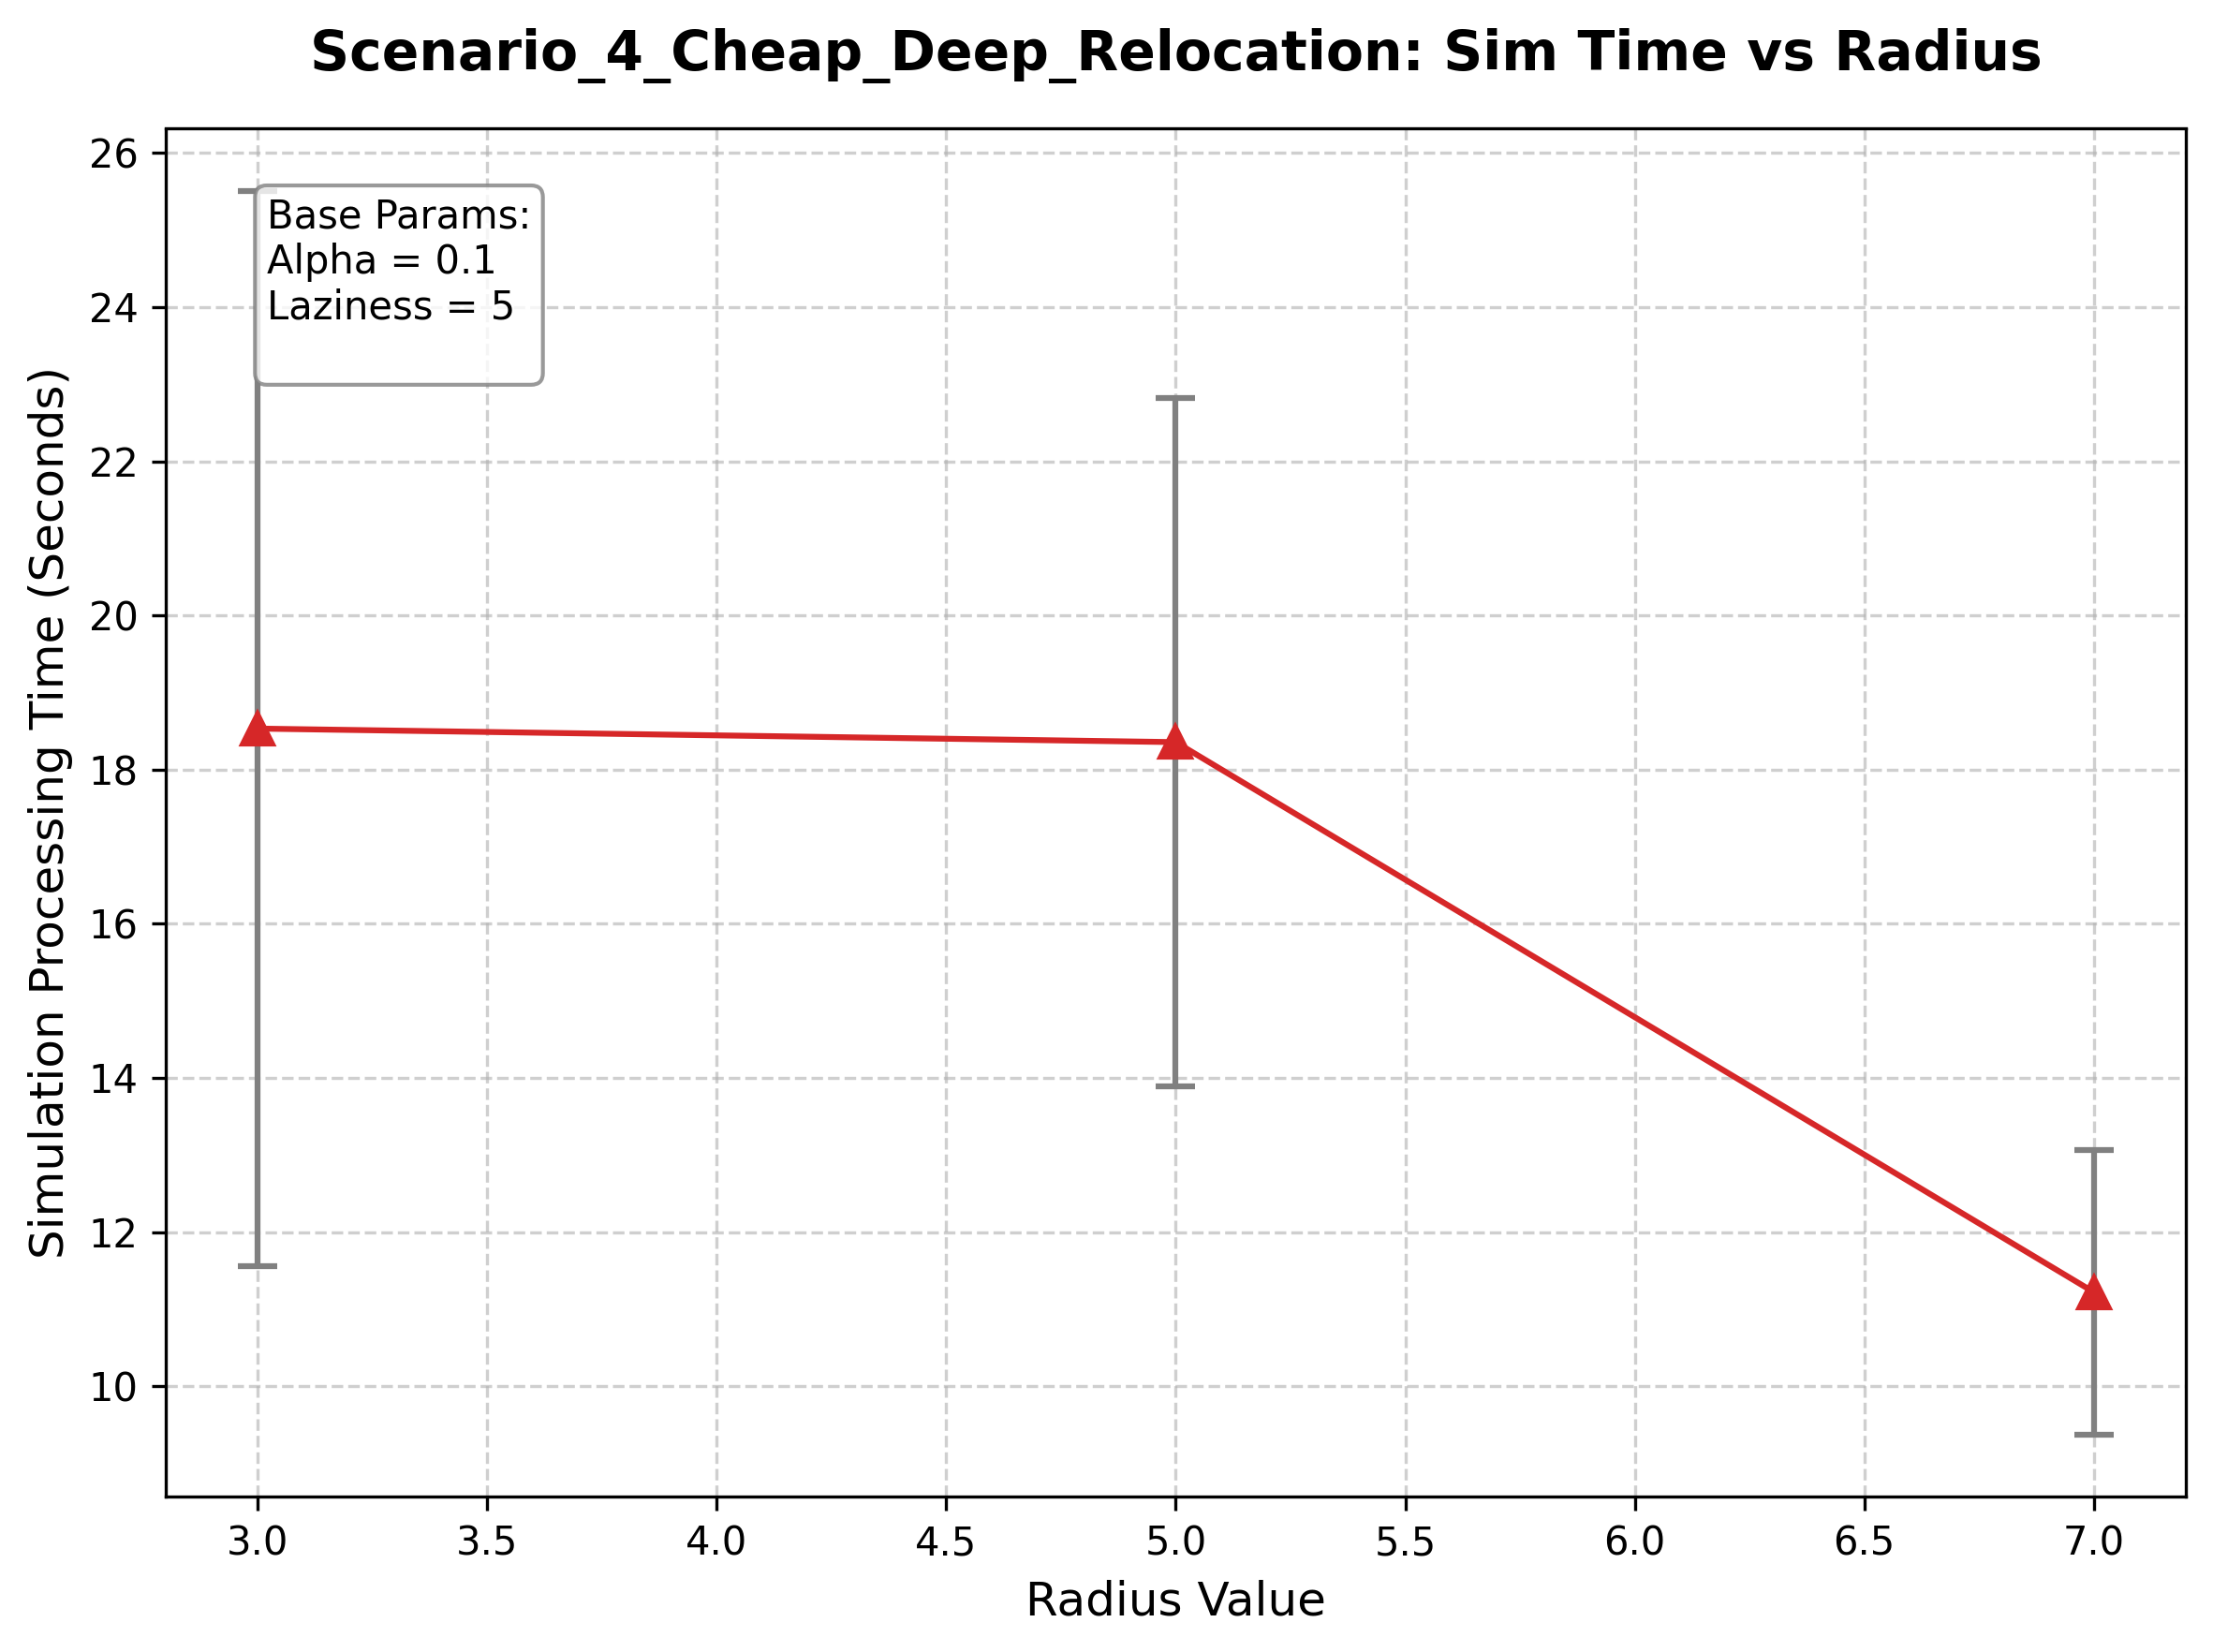 Scenario_4_Cheap_Deep_Relocation: Sim Time vs Radius
Simulation Processing Time (Seconds)
26
24
22
20
18
16
14
12
10
Base Params:
Alpha = 0.1
Laziness = 5
3.0 3.5 4.0 4.5 5.0 5.5 6.0 6.5 7.0
Radius Value